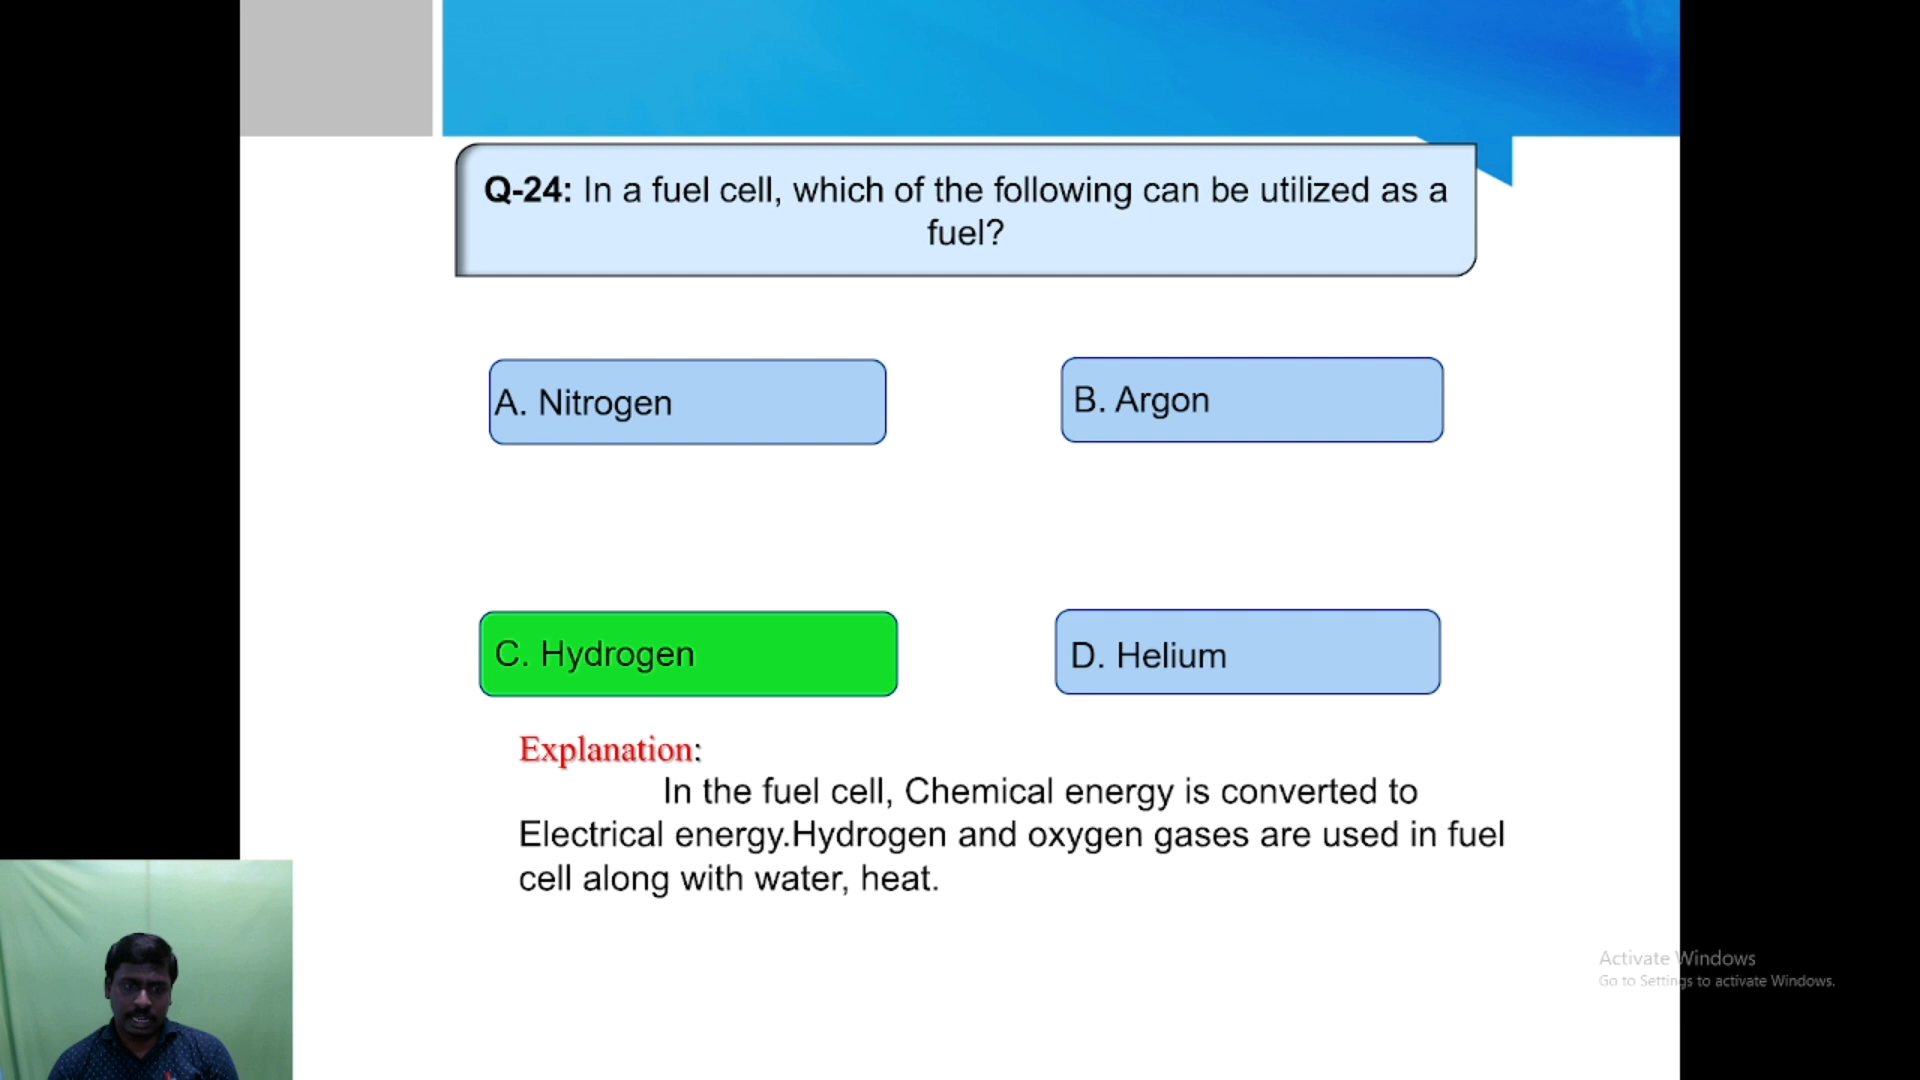 Q-24: In a fuel cell, which of the following can be utilized as a
fuel?
A. Nitrogen
B. Argon
C. Hydrogen
D. Helium
Explanation:
In the fuel cell, Chemical energy is converted to
Electrical energy.Hydrogen and oxygen gases are used in fuel
cell along with water, heat.
Activate Windows
Go to Settings to activate Windows.